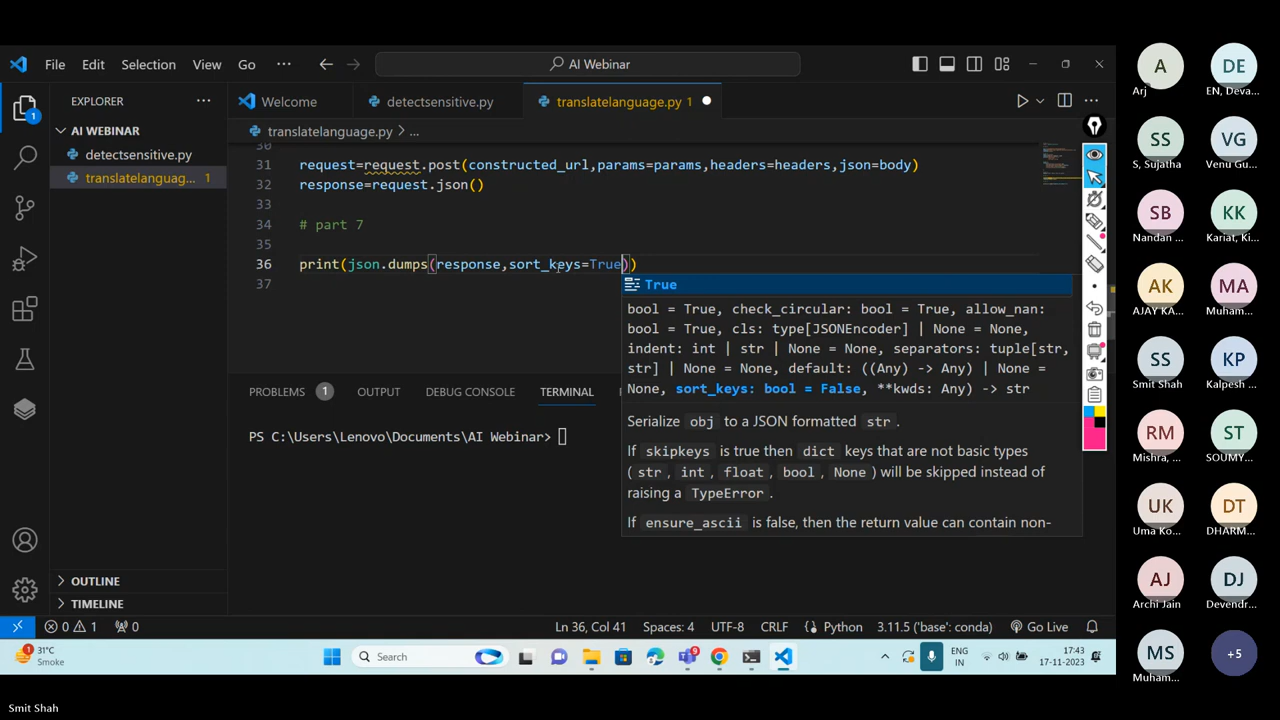 File Edit Selection View Go ··· AI Webinar
EXPLORER ···
Welcome detectsensitive.py translatelanguage.py 1
AI WEBINAR
translatelanguage.py > ...
detectsensitive.py
translatelanguag... 1
30
31 request=request.post(constructed_url,params=params,headers=headers,json=body)
32 response=request.json()
33
34 # part 7
35
36 print(json.dumps(response,sort_keys=True))
37
True
bool = True, check_circular: bool = True, allow_nan:
bool = True, cls: type[JSONEncoder] | None = None,
indent: int | str | None = None, separators: tuple[str,
str] | None = None, default: ((Any) -> Any) | None =
None, sort_keys: bool = False, **kwds: Any) -> str
Serialize obj to a JSON formatted str.
If skipkeys is true then dict keys that are not basic types
(str, int, float, bool, None) will be skipped instead of
raising a TypeError.
If ensure_ascii is false, then the return value can contain non-
PROBLEMS 1 OUTPUT DEBUG CONSOLE TERMINAL
PS C:\Users\Lenovo\Documents\AI Webinar>
OUTLINE
TIMELINE
1
0 1 0 Ln 36, Col 41 Spaces: 4 UTF-8 CRLF Python 3.11.5 ('base': conda) Go Live
1 31°C
Smoke
Search
9
ENG
IN
17:43
17-11-2023
A
Arj
DE
EN, Deva...
SS
S, Sujatha
VG
Venu Gu...
SB
Nandan ...
KK
Kariat, Ki...
AK
AJAY KA...
MA
Muham...
SS
Smit Shah
KP
Kalpesh ...
RM
Mishra, ...
ST
SOUMY...
UK
Uma Ko...
DT
DHARM...
AJ
Archi Jain
DJ
Devendr...
MS
Muham...
+5
Smit Shah